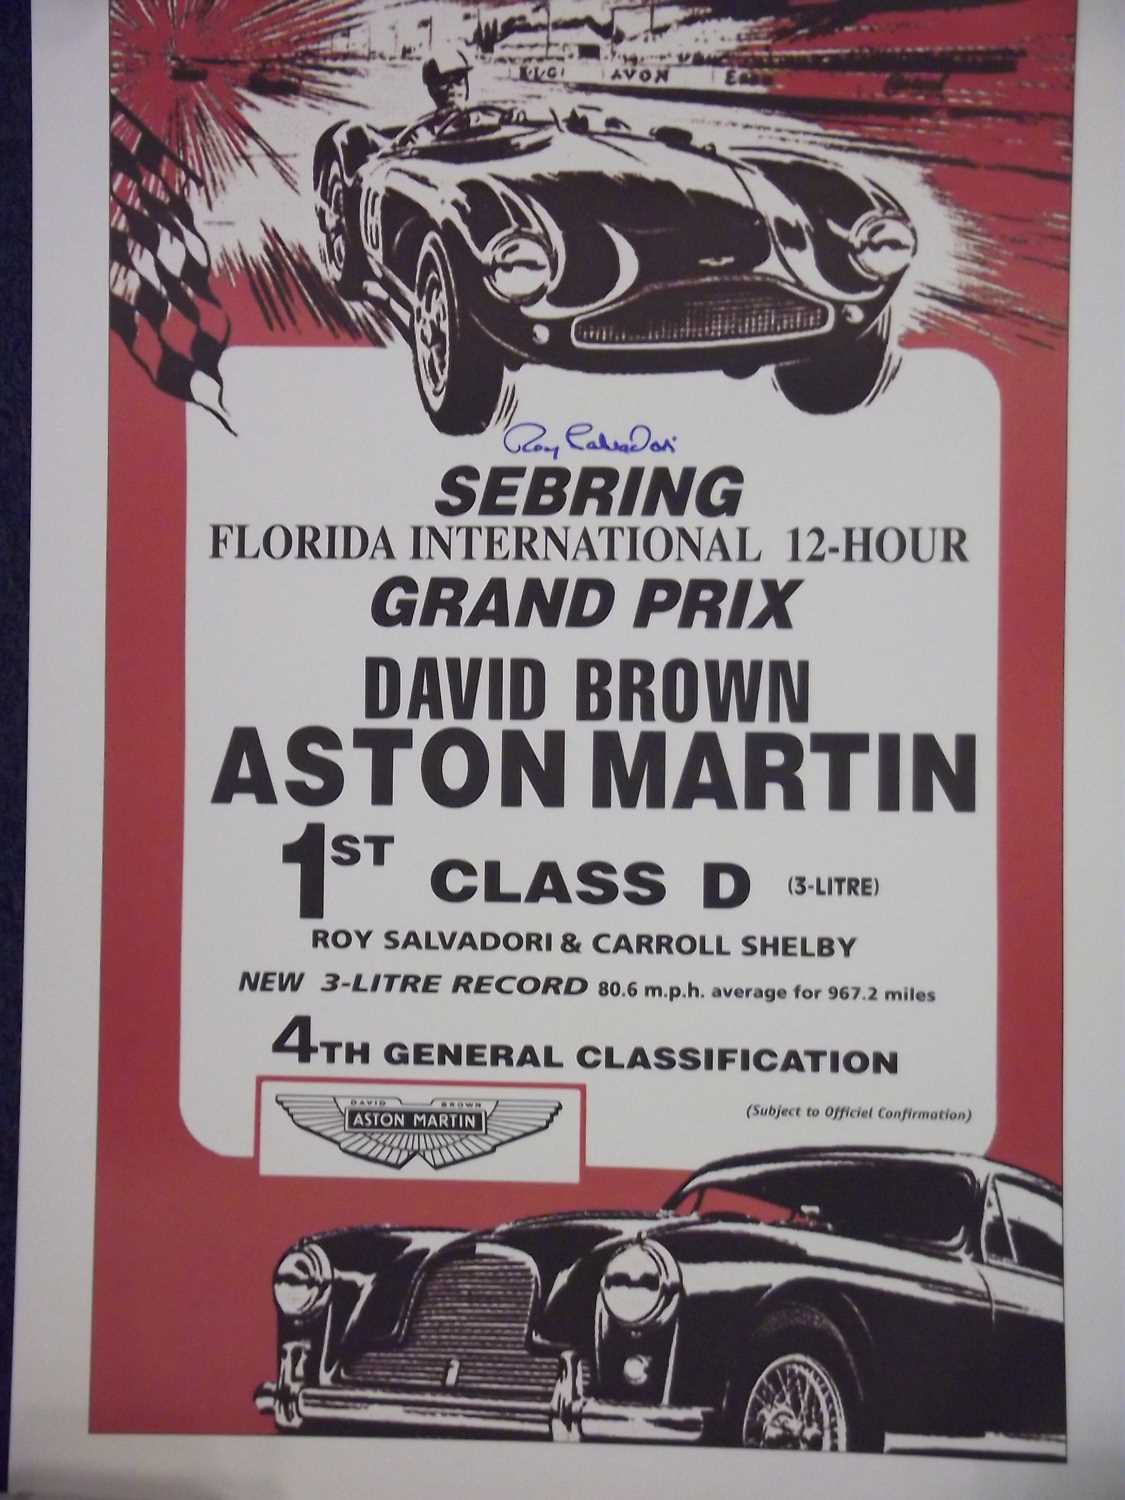 AVON
Roy Salvadori
SEBRING
FLORIDA INTERNATIONAL 12-HOUR
GRAND PRIX
DAVID BROWN
ASTON MARTIN
1ST CLASS D (3-LITRE)
ROY SALVADORI & CARROLL SHELBY
NEW 3-LITRE RECORD 80.6 m.p.h. average for 967.2 miles
4TH GENERAL CLASSIFICATION
(Subject to Officiel Confirmation)
DAVID BROWN
ASTON MARTIN